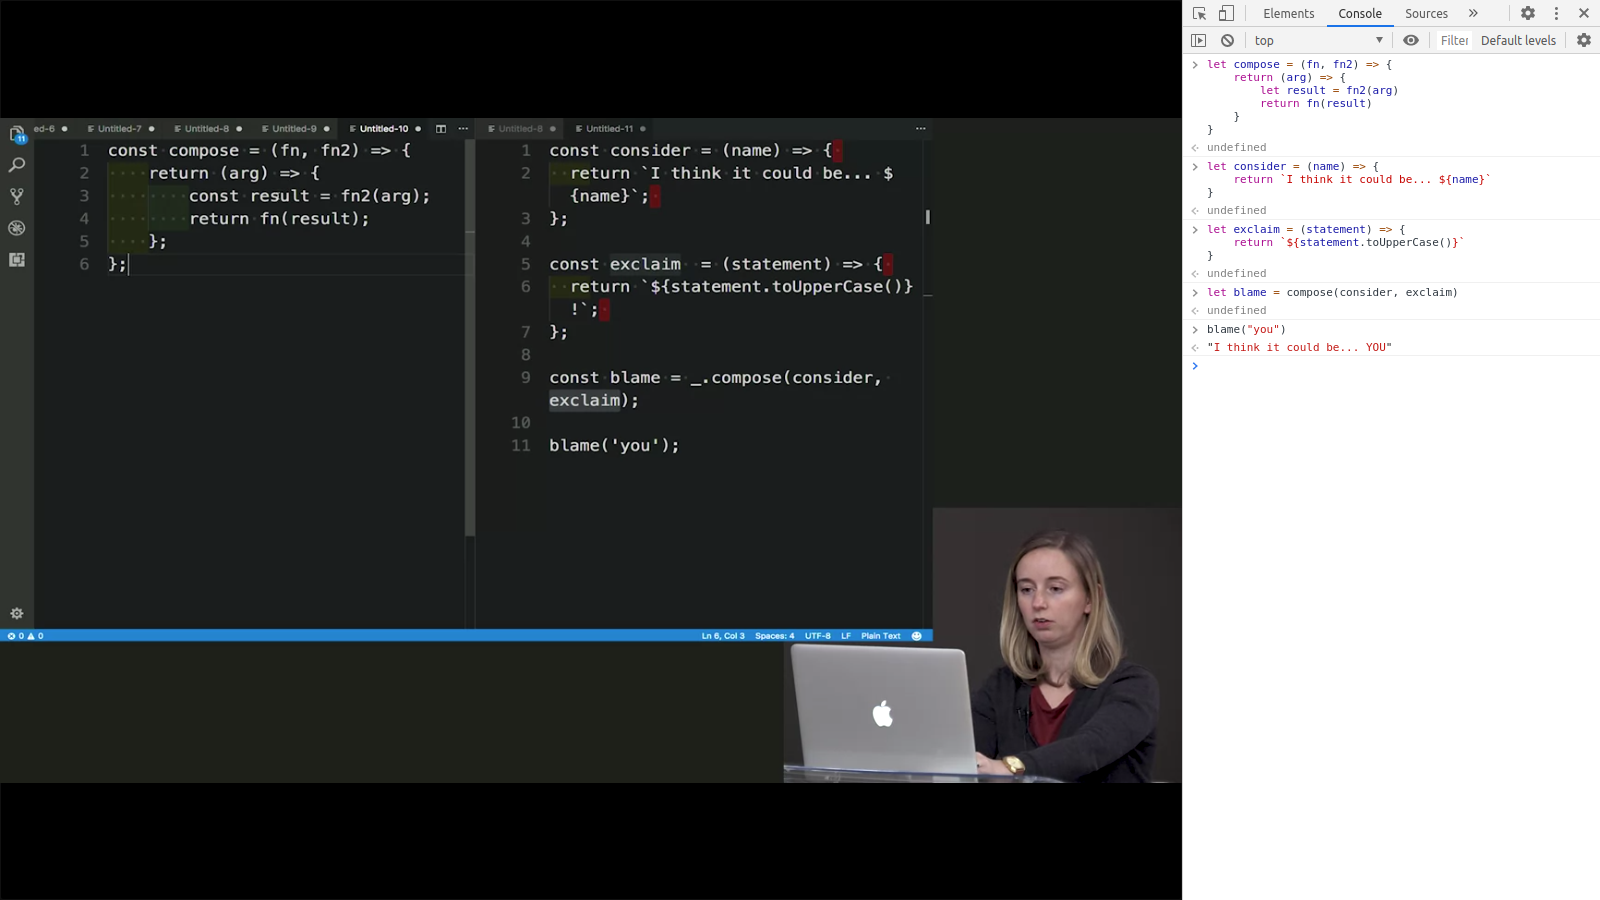 ed-6
Untitled-7
Untitled-8
Untitled-9
Untitled-10
1 const compose = (fn, fn2) => {
2 return (arg) => {
3 const result = fn2(arg);
4 return fn(result);
5 };
6 };
11
Untitled-8
Untitled-11
1 const consider = (name) => {
2 return `I think it could be... $
{name}`;
3 };
4
5 const exclaim = (statement) => {
6 return `${statement.toUpperCase()}
!`;
7 };
8
9 const blame = _.compose(consider,
exclaim);
10
11 blame('you');
0 0
Ln 6, Col 3 Spaces: 4 UTF-8 LF Plain Text
Elements Console Sources »
top Filter Default levels
let compose = (fn, fn2) => {
return (arg) => {
let result = fn2(arg)
return fn(result)
}
}
undefined
let consider = (name) => {
return `I think it could be... ${name}`
}
undefined
let exclaim = (statement) => {
return `${statement.toUpperCase()}`
}
undefined
let blame = compose(consider, exclaim)
undefined
blame("you")
"I think it could be... YOU"